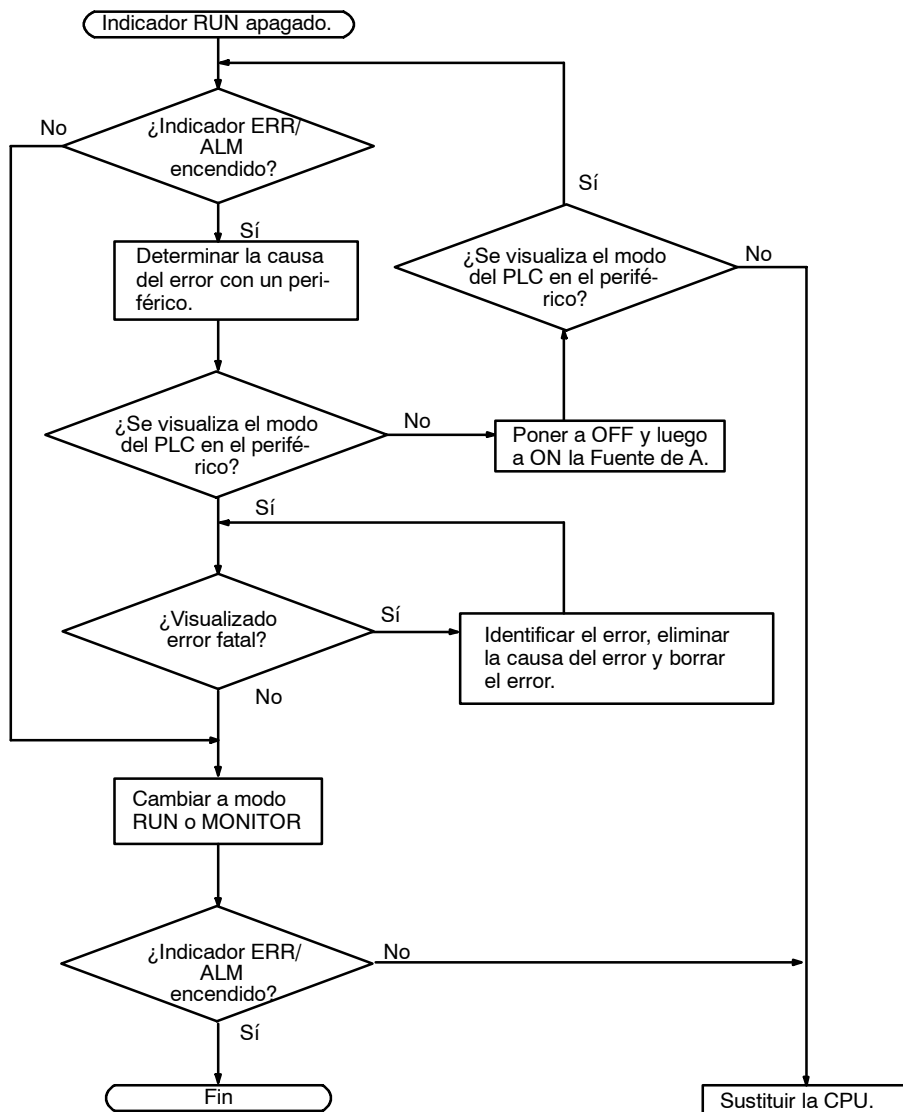 Indicador RUN apagado.
No
¿Indicador ERR/
ALM
encendido?
Sí
Sí
Determinar la causa
del error con un peri-
férico.
¿Se visualiza el modo
del PLC en el perifé-
rico?
No
¿Se visualiza el modo
del PLC en el perifé-
rico?
No
Poner a OFF y luego
a ON la Fuente de A.
Sí
¿Visualizado
error fatal?
Sí
Identificar el error, eliminar
la causa del error y borrar
el error.
No
Cambiar a modo
RUN o MONITOR
¿Indicador ERR/
ALM
encendido?
No
Sí
Fin
Sustituir la CPU.